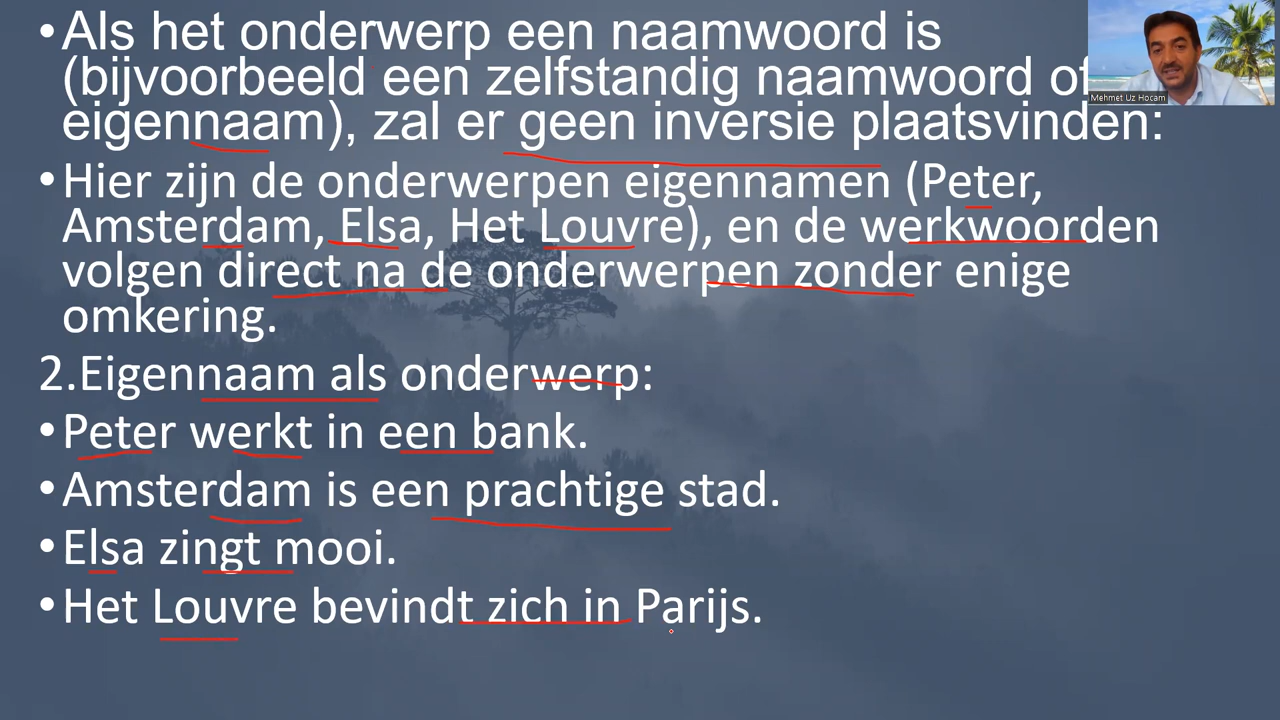 •Als het onderwerp een naamwoord is
(bijvoorbeeld een zelfstandig naamwoord of
eigennaam), zal er geen inversie plaatsvinden:
•Hier zijn de onderwerpen eigennamen (Peter,
Amsterdam, Elsa, Het Louvre), en de werkwoorden
volgen direct na de onderwerpen zonder enige
omkering.
2.Eigennaam als onderwerp:
•Peter werkt in een bank.
•Amsterdam is een prachtige stad.
•Elsa zingt mooi.
•Het Louvre bevindt zich in Parijs.
Mehmet Uz Hocam